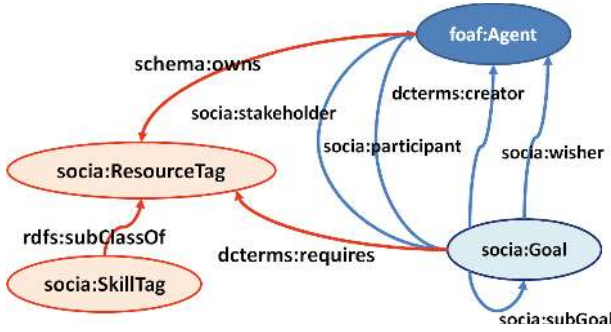 foaf:Agent
schema:owns
dcterms:creator
socia:stakeholder
socia:participant
socia:wisher
socia:ResourceTag
rdfs:subClassOf
dcterms:requires
socia:Goal
socia:SkillTag
socia:subGoal